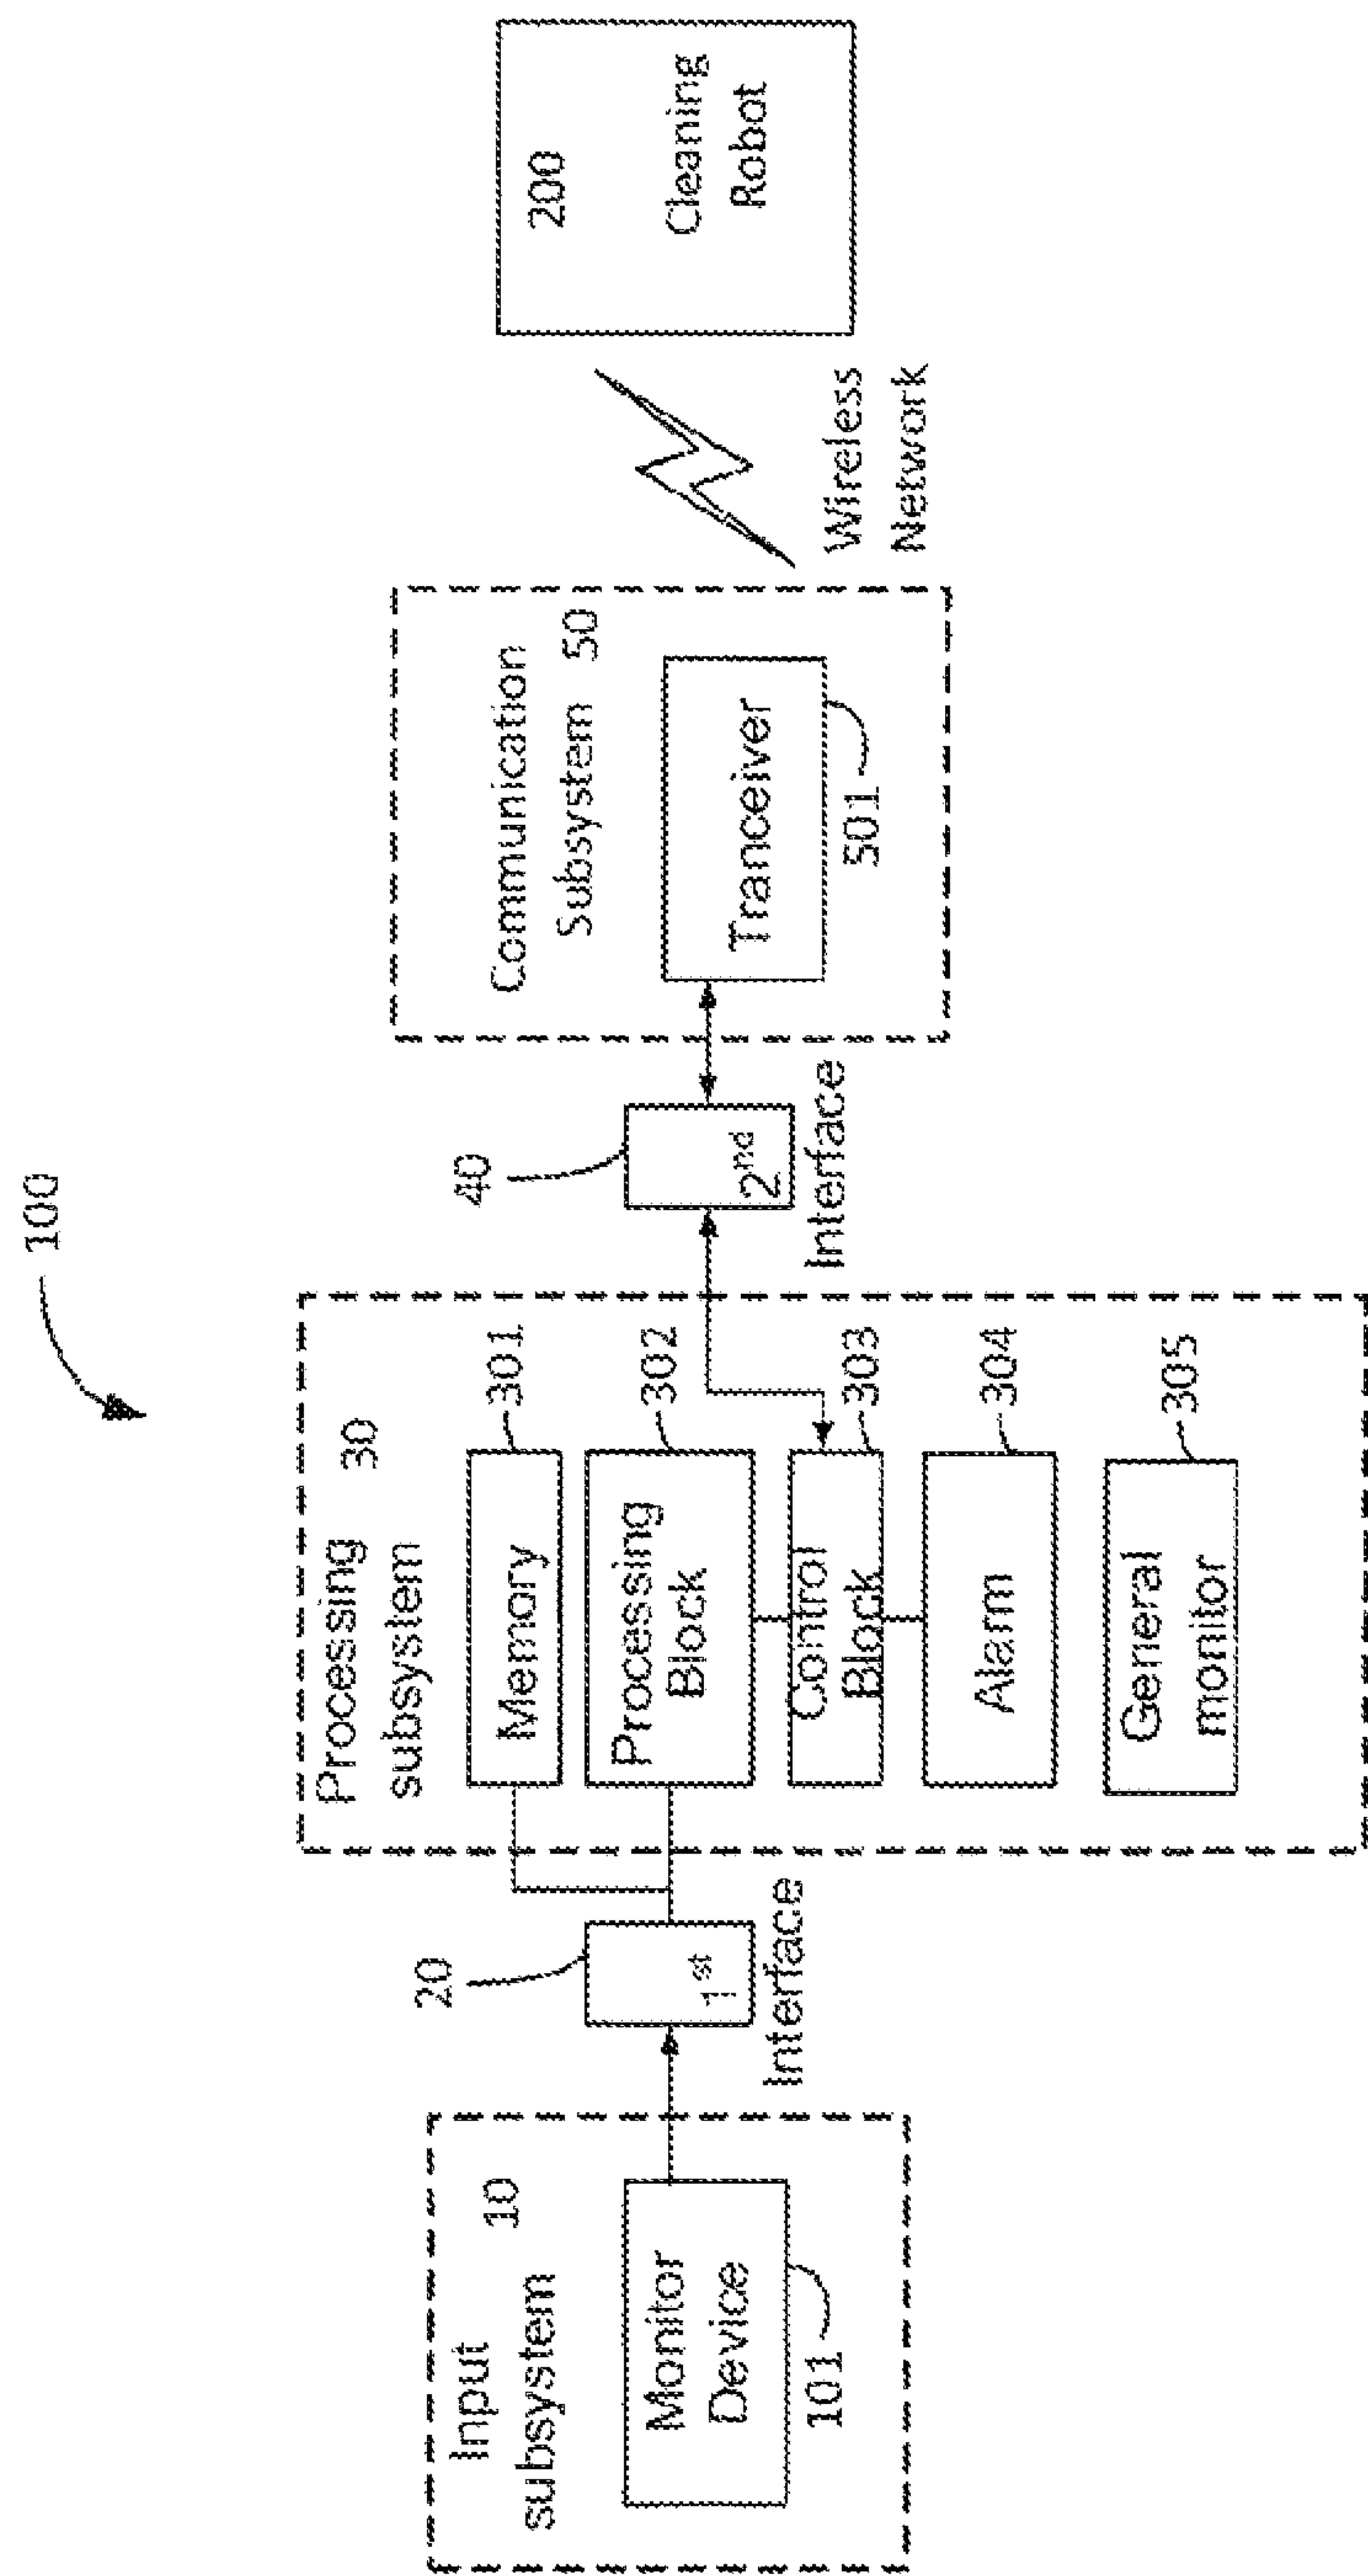 100
Input
subsystem 10
Monitor
Device
101
20
1st
Interface
Processing
subsystem 30
Memory
301
Processing
Block
302
Control
Block
303
Alarm
304
General
monitor
305
40
2nd
Interface
Communication
Subsystem 50
Tranceiver
501
Wireless
Network
200
Cleaning
Robot